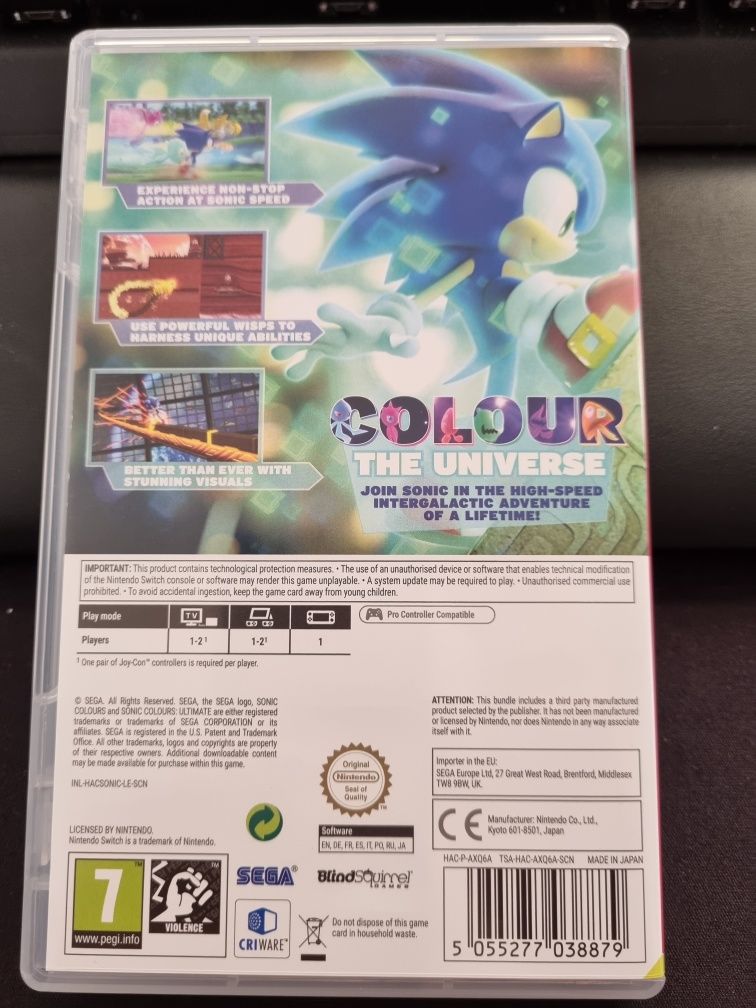 EXPERIENCE NON-STOP
ACTION AT SONIC SPEED
USE POWERFUL WISPS TO
HARNESS UNIQUE ABILITIES
BETTER THAN EVER WITH
STUNNING VISUALS
COLOUR
THE UNIVERSE
JOIN SONIC IN THE HIGH-SPEED
INTERGALACTIC ADVENTURE
OF A LIFETIME!
IMPORTANT: This product contains technological protection measures. • The use of an unauthorised device or software that enables technical modification
of the Nintendo Switch console or software may render this game unplayable. • A system update may be required to play. • Unauthorised commercial use
prohibited. • To avoid accidental ingestion, keep the game card away from young children.
Play mode TV
Pro Controller Compatible
Players 1-2¹ 1-2¹ 1
¹ One pair of Joy-Con™ controllers is required per player.
© SEGA. All Rights Reserved. SEGA, the SEGA logo, SONIC
COLOURS and SONIC COLOURS: ULTIMATE are either registered
trademarks or trademarks of SEGA CORPORATION or its
affiliates. SEGA is registered in the U.S. Patent and Trademark
Office. All other trademarks, logos and copyrights are property
of their respective owners. Additional downloadable content
may be made available for purchase within this game.
INL-HACSONIC-LE-SCN
LICENSED BY NINTENDO.
Nintendo Switch is a trademark of Nintendo.
ATTENTION: This bundle includes a third party manufactured
product selected by the publisher. It has not been manufactured
or licensed by Nintendo, nor does Nintendo in any way associate
itself with it.
Importer in the EU:
SEGA Europe Ltd, 27 Great West Road, Brentford, Middlesex
TW8 9BW, UK.
Original
Nintendo
Seal of
Quality
TM
CE
Manufacturer: Nintendo Co., Ltd.,
Kyoto 601-8501, Japan
Software
EN, DE, FR, ES, IT, PO, RU, JA
HAC-P-AXQ6A TSA-HAC-AXQ6A-SCN MADE IN JAPAN
7
TM
www.pegi.info
TM
VIOLENCE
SEGA®
BlindSquirrel
GAMES
CRIWARE™
Do not dispose of this game
card in household waste.
5 055277 038879